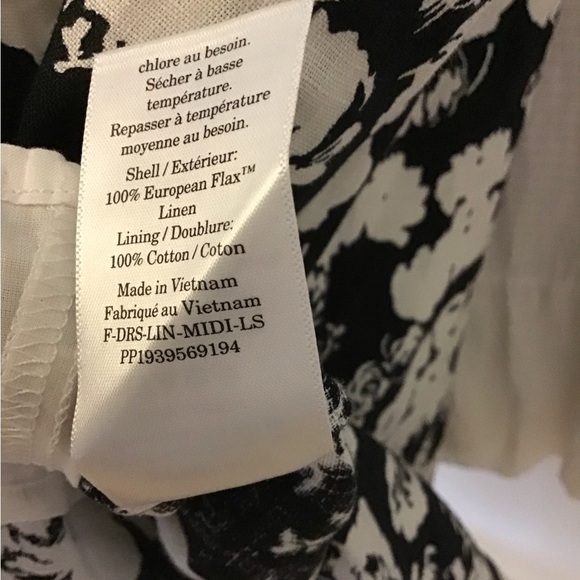 chlore au besoin.
Sécher à basse
température.
Repasser à température
moyenne au besoin.
Shell / Extérieur:
100% European Flax™
Linen
Lining / Doublure:
100% Cotton / Coton
Made in Vietnam
Fabriqué au Vietnam
F-DRS-LIN-MIDI-LS
PP1939569194